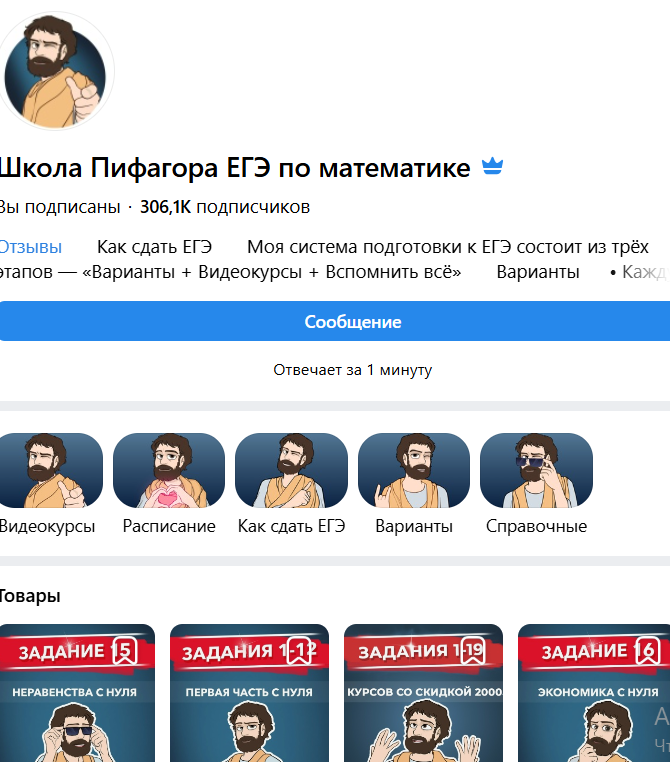 Школа Пифагора ЕГЭ по математике
Вы подписаны · 306,1K подписчиков
Отзывы Как сдать ЕГЭ Моя система подготовки к ЕГЭ состоит из трёх
этапов — «Варианты + Видеокурсы + Вспомнить всё» Варианты • Кажд
Сообщение
Отвечает за 1 минуту
Видеокурсы Расписание Как сдать ЕГЭ Варианты Справочные
Товары
ЗАДАНИЕ 15 ЗАДАНИЯ 1-12 ЗАДАНИЯ 1-19 ЗАДАНИЕ 16
НЕРАВЕНСТВА С НУЛЯ ПЕРВАЯ ЧАСТЬ С НУЛЯ КУРСОВ СО СКИДКОЙ 2000 ЭКОНОМИКА С НУЛЯ